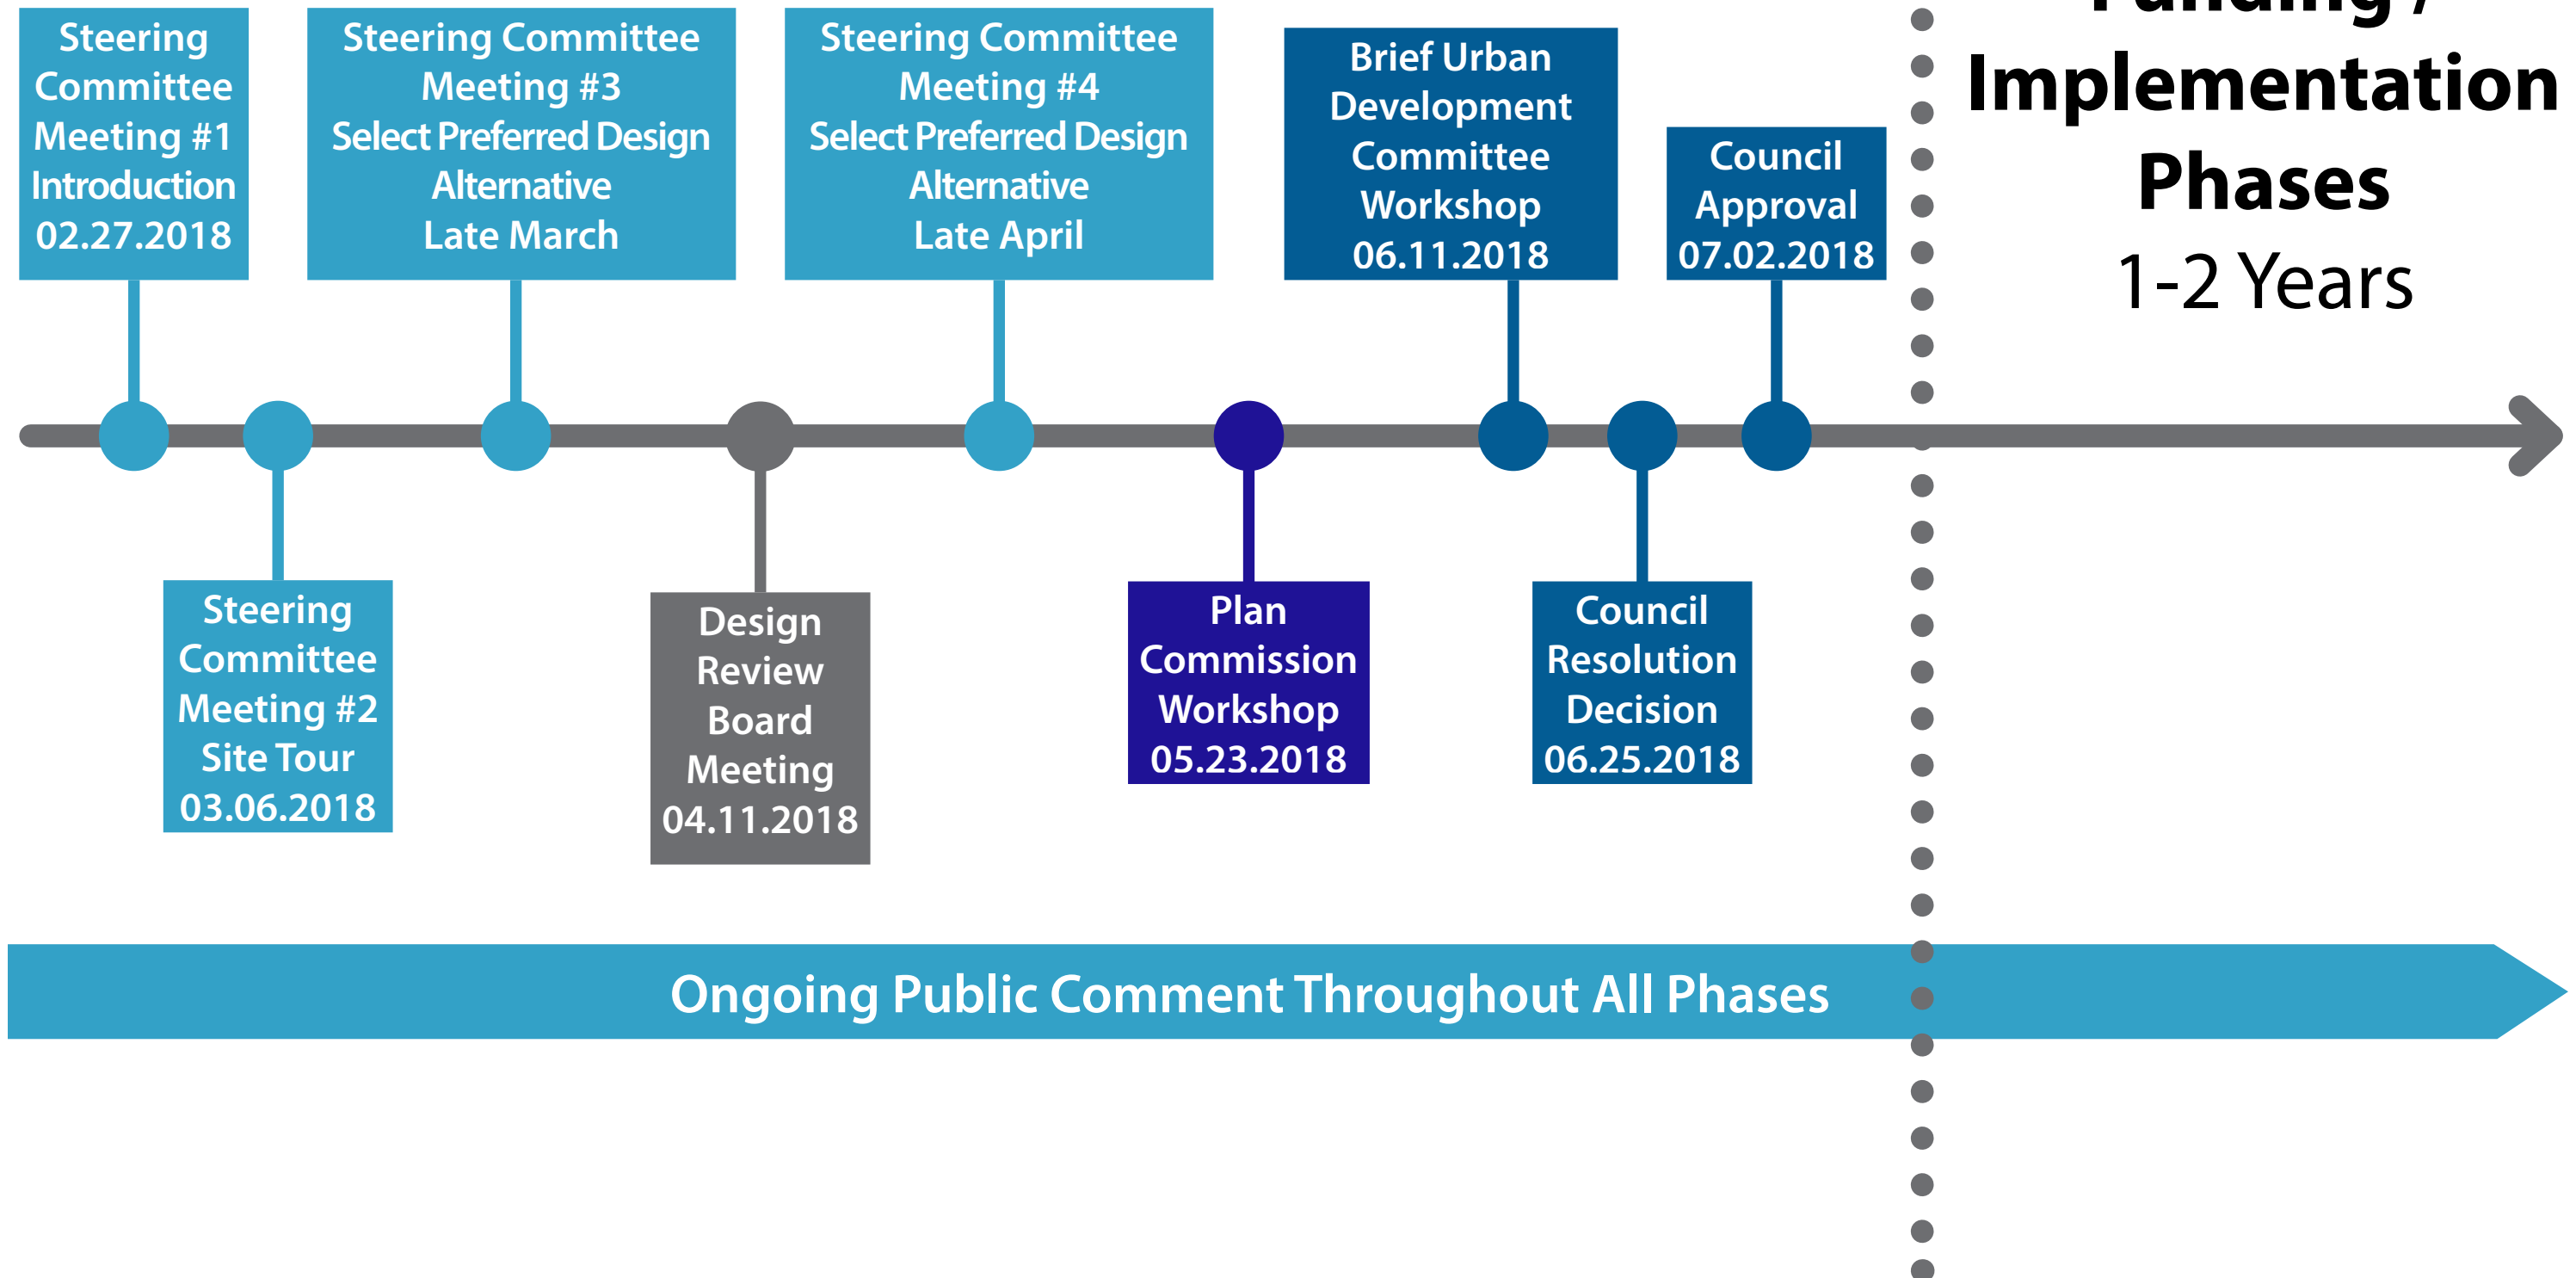 Steering
Committee
Meeting #1
Introduction
02.27.2018
Steering Committee
Meeting #3
Select Preferred Design
Alternative
Late March
Steering Committee
Meeting #4
Select Preferred Design
Alternative
Late April
Brief Urban
Development
Committee
Workshop
06.11.2018
Council
Approval
07.02.2018
Funding /
Implementation
Phases
1-2 Years
Steering
Committee
Meeting #2
Site Tour
03.06.2018
Design
Review
Board
Meeting
04.11.2018
Plan
Commission
Workshop
05.23.2018
Council
Resolution
Decision
06.25.2018
Ongoing Public Comment Throughout All Phases